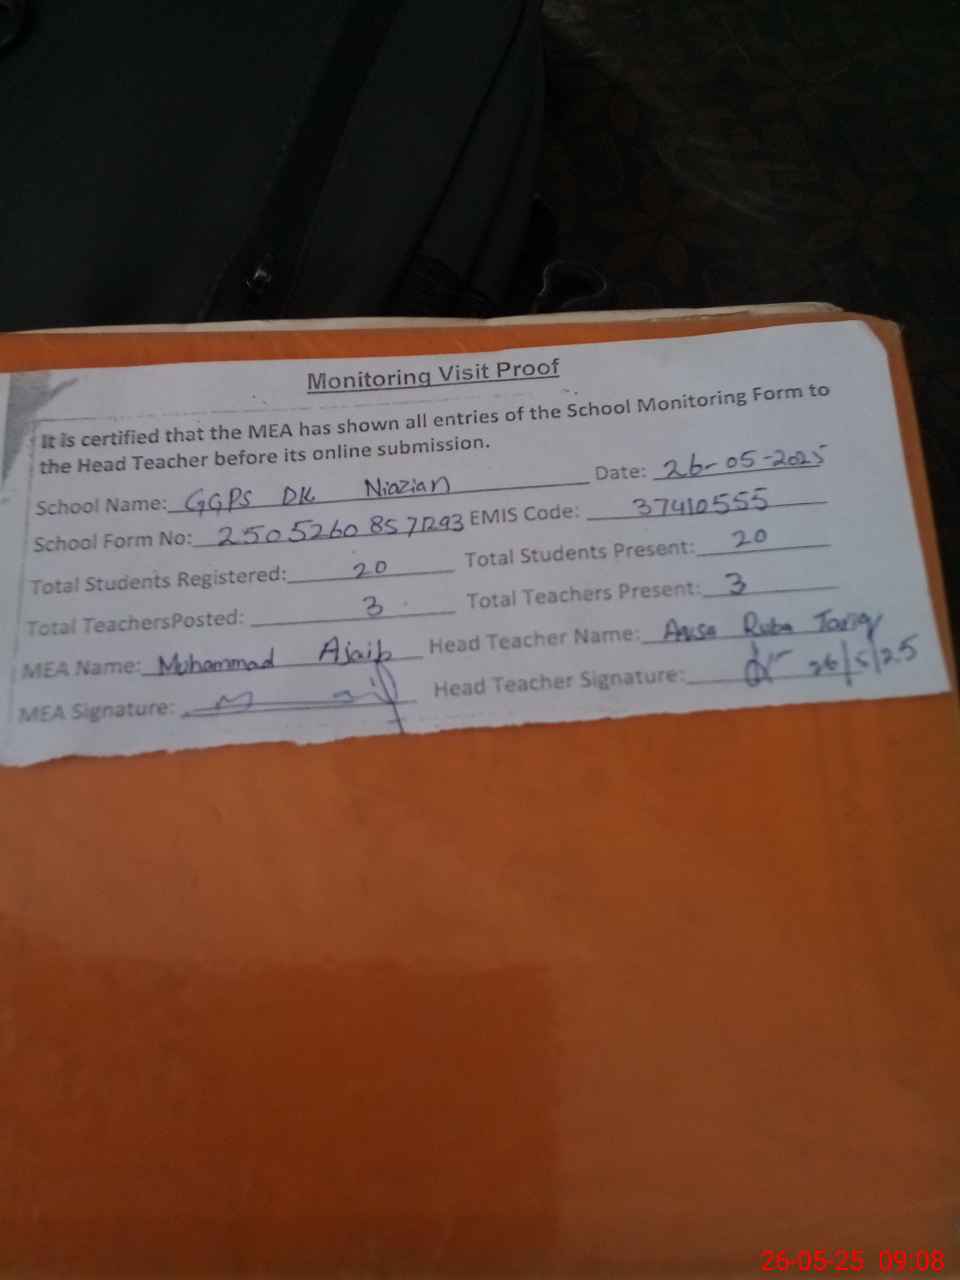 Monitoring Visit Proof
It is certified that the MEA has shown all entries of the School Monitoring Form to
the Head Teacher before its online submission.
School Name: GGPS DK Niazian Date: 26-05-2025
School Form No: 25052608571293 EMIS Code: 37410555
Total Students Registered: 20 Total Students Present: 20
Total TeachersPosted: 3 Total Teachers Present: 3
MEA Name: Muhammad Ajaib Head Teacher Name: Ruba Tariq
MEA Signature: Head Teacher Signature: 26/5/25
26-05-25 09:08